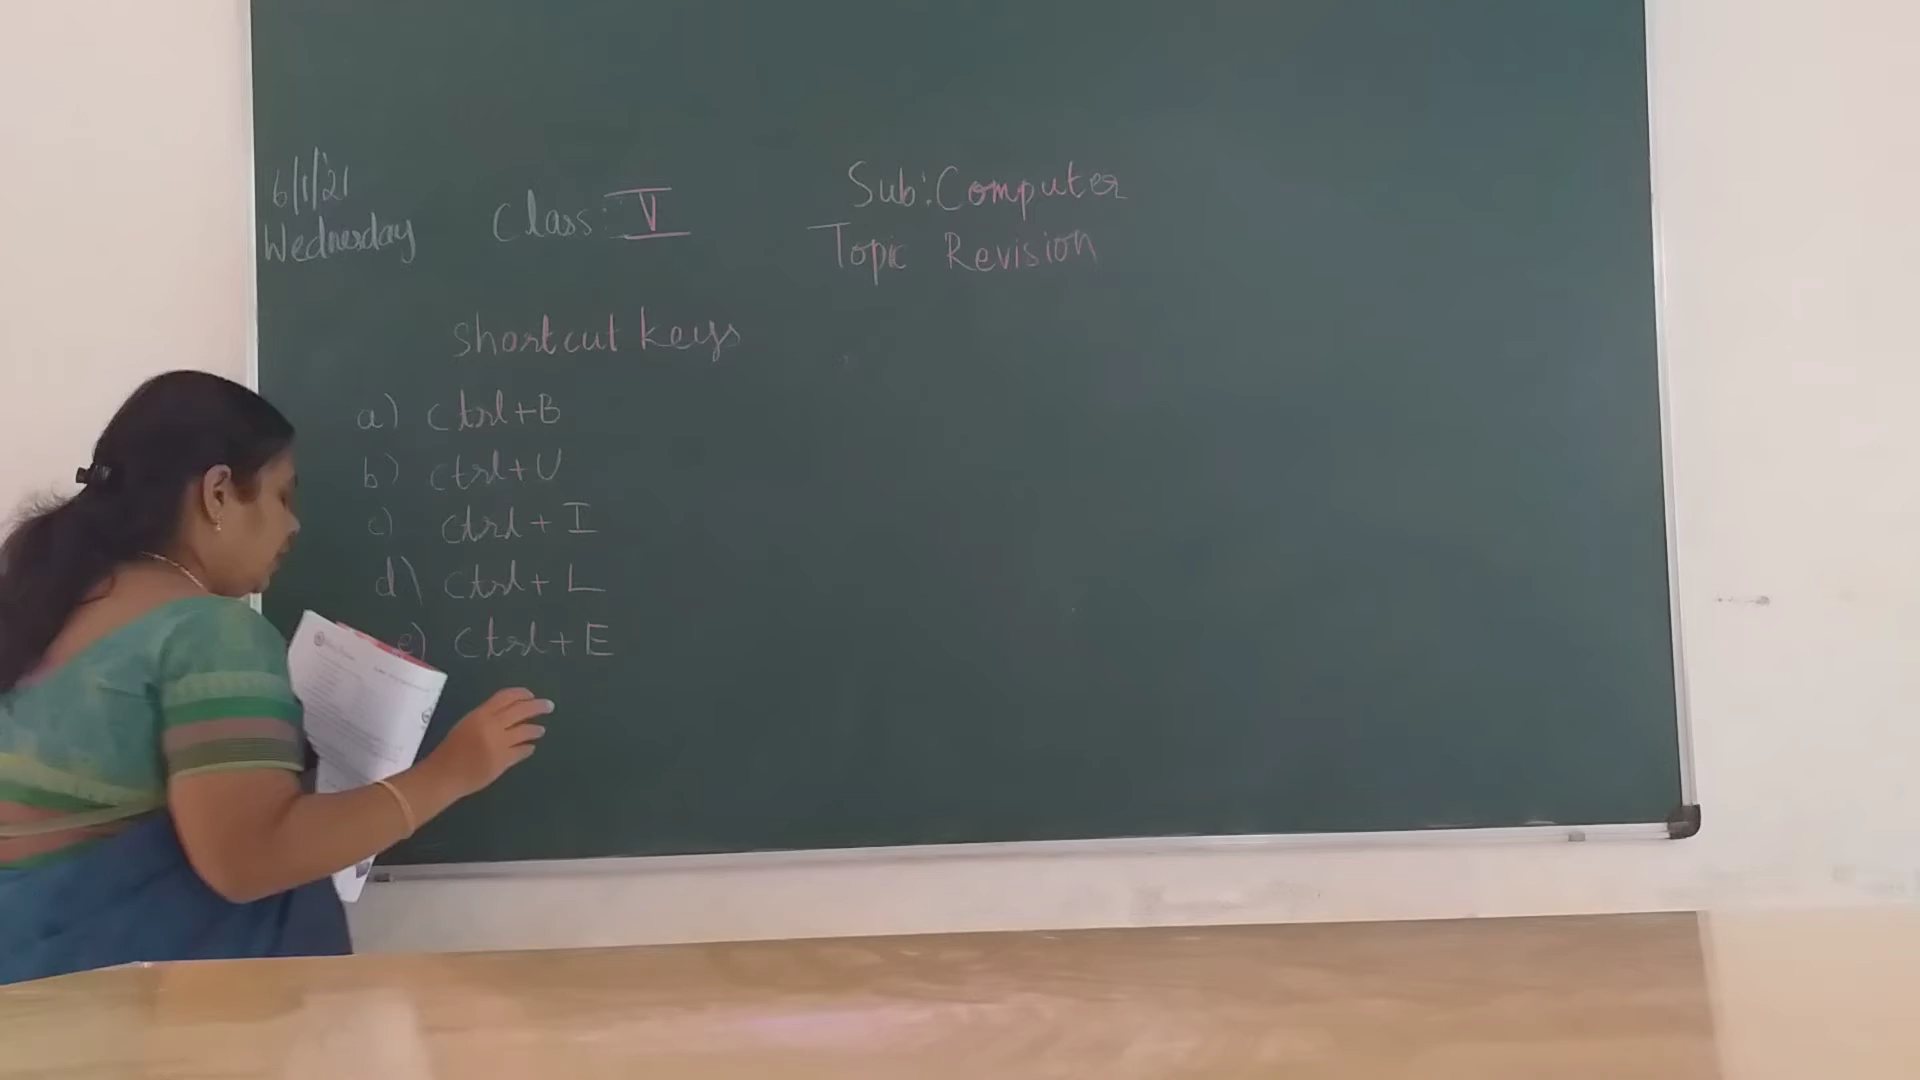 6/1/21
Wednesday
Class: V
Sub: Computer
Topic Revision
Shortcut keys
a) Ctrl+B
b) Ctrl+U
c) Ctrl+I
d) Ctrl+L
e) Ctrl+E